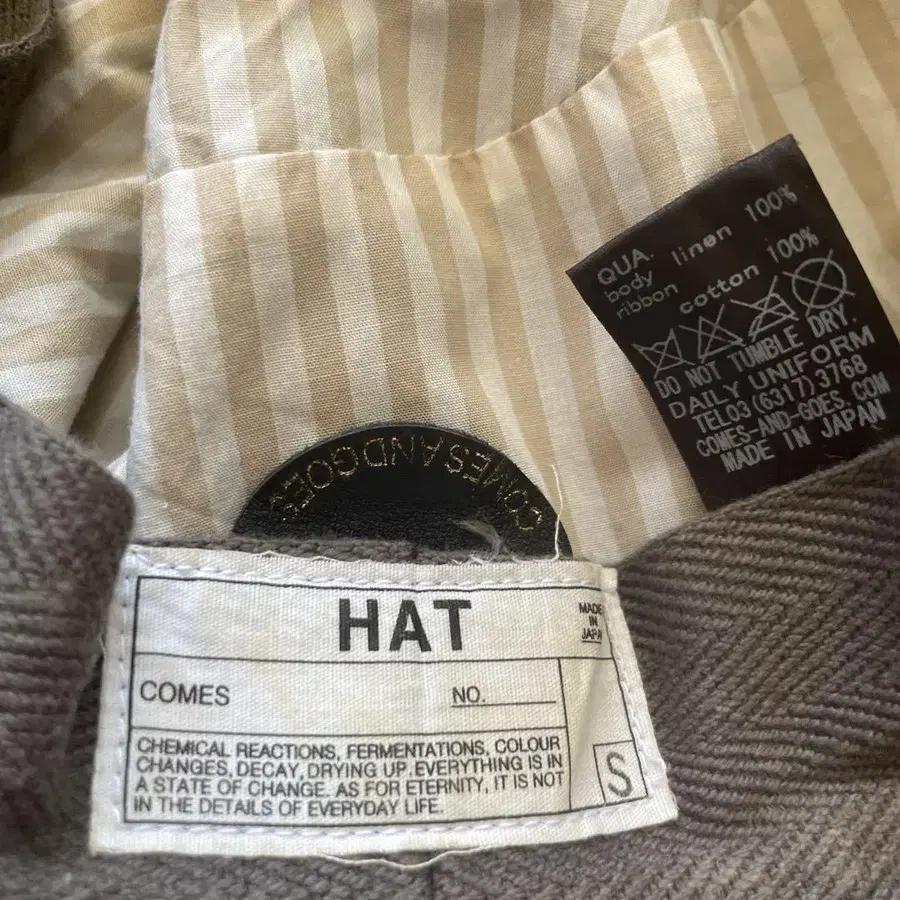 QUA.
body linen 100%
ribbon cotton 100%
DO NOT TUMBLE DRY.
DAILY UNIFORM
TEL03(6317)3768
COMES-AND-GOES.COM
MADE IN JAPAN
COMESANDGOES
HAT
MADE
IN
JAPAN
COMES NO.
CHEMICAL REACTIONS, FERMENTATIONS, COLOUR
CHANGES, DECAY, DRYING UP. EVERYTHING IS IN
A STATE OF CHANGE. AS FOR ETERNITY, IT IS NOT
IN THE DETAILS OF EVERYDAY LIFE.
S